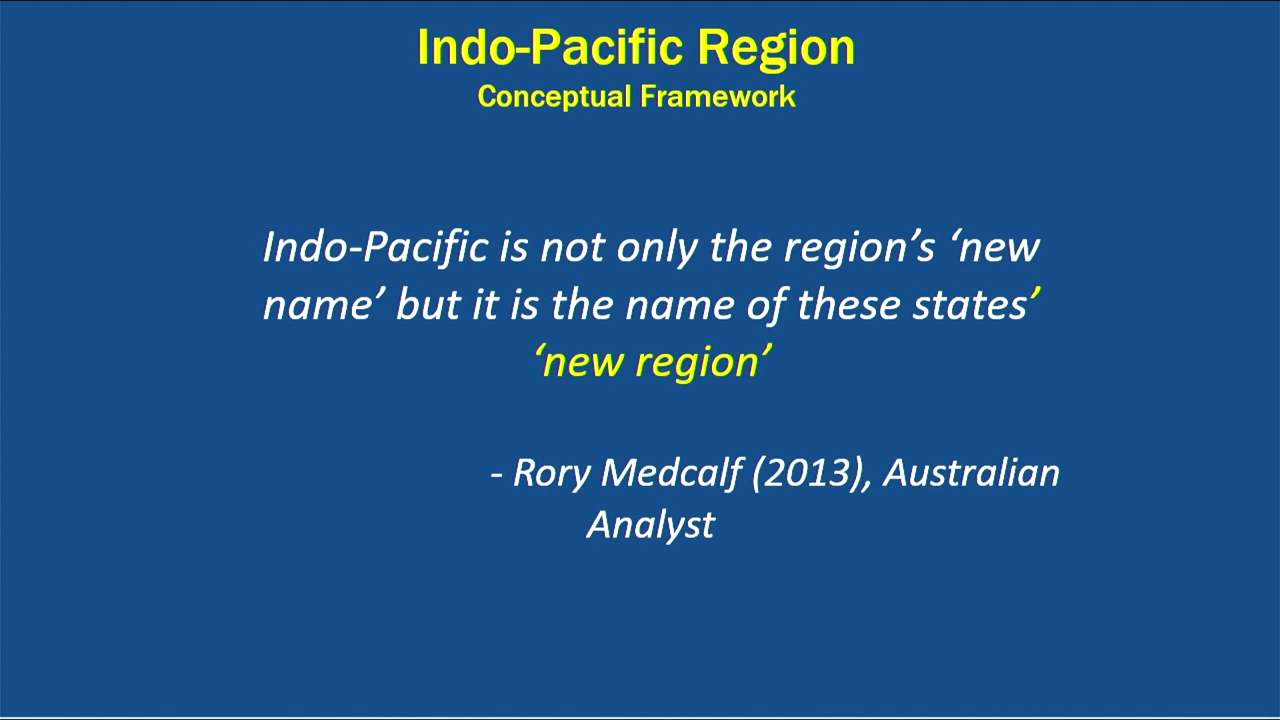 Indo-Pacific Region
Conceptual Framework
Indo-Pacific is not only the region’s ‘new
name’ but it is the name of these states’
‘new region’
- Rory Medcalf (2013), Australian
Analyst